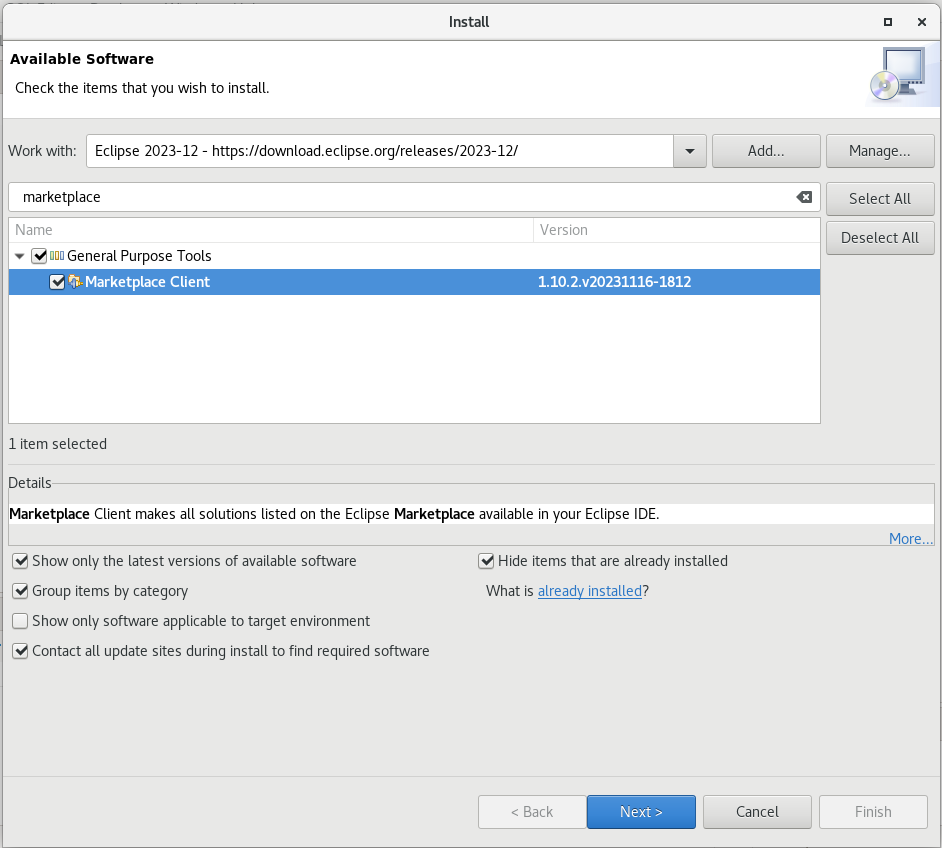 Install
Available Software
Check the items that you wish to install.
Work with: Eclipse 2023-12 - https://download.eclipse.org/releases/2023-12/ Add... Manage...
marketplace Select All
Name Version Deselect All
General Purpose Tools
Marketplace Client 1.10.2.v20231116-1812
1 item selected
Details
Marketplace Client makes all solutions listed on the Eclipse Marketplace available in your Eclipse IDE.
More...
Show only the latest versions of available software Hide items that are already installed
Group items by category What is already installed?
Show only software applicable to target environment
Contact all update sites during install to find required software
< Back Next > Cancel Finish